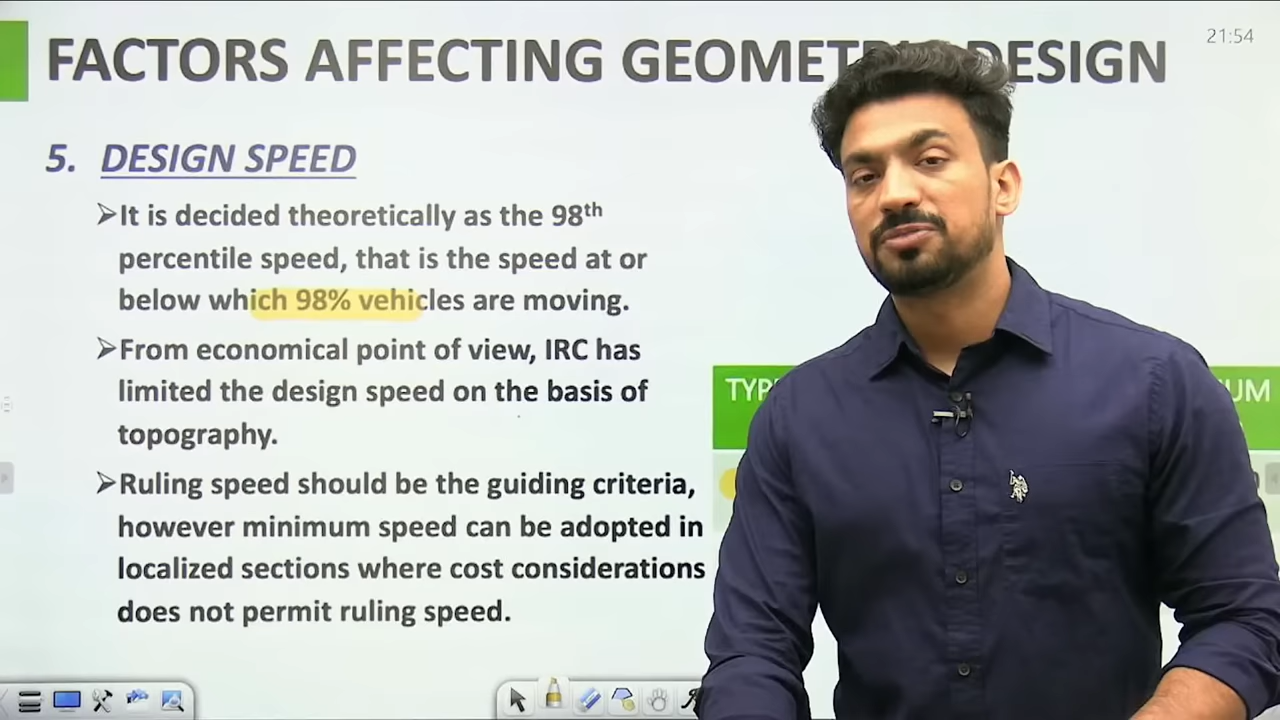 21:54
FACTORS AFFECTING GEOMET DESIGN
5. DESIGN SPEED
➢It is decided theoretically as the 98th
percentile speed, that is the speed at or
below which 98% vehicles are moving.
➢From economical point of view, IRC has
limited the design speed on the basis of
topography.
➢Ruling speed should be the guiding criteria,
however minimum speed can be adopted in
localized sections where cost considerations
does not permit ruling speed.